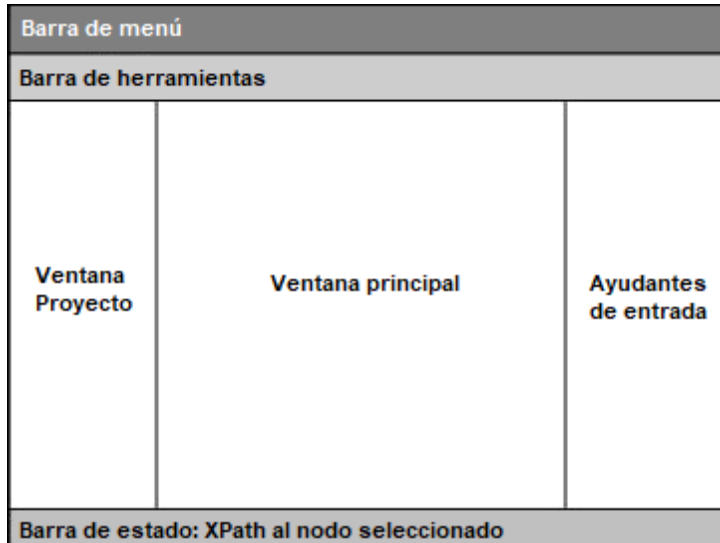 Barra de menú
Barra de herramientas
Ventana
Proyecto
Ventana principal
Ayudantes
de entrada
Barra de estado: XPath al nodo seleccionado